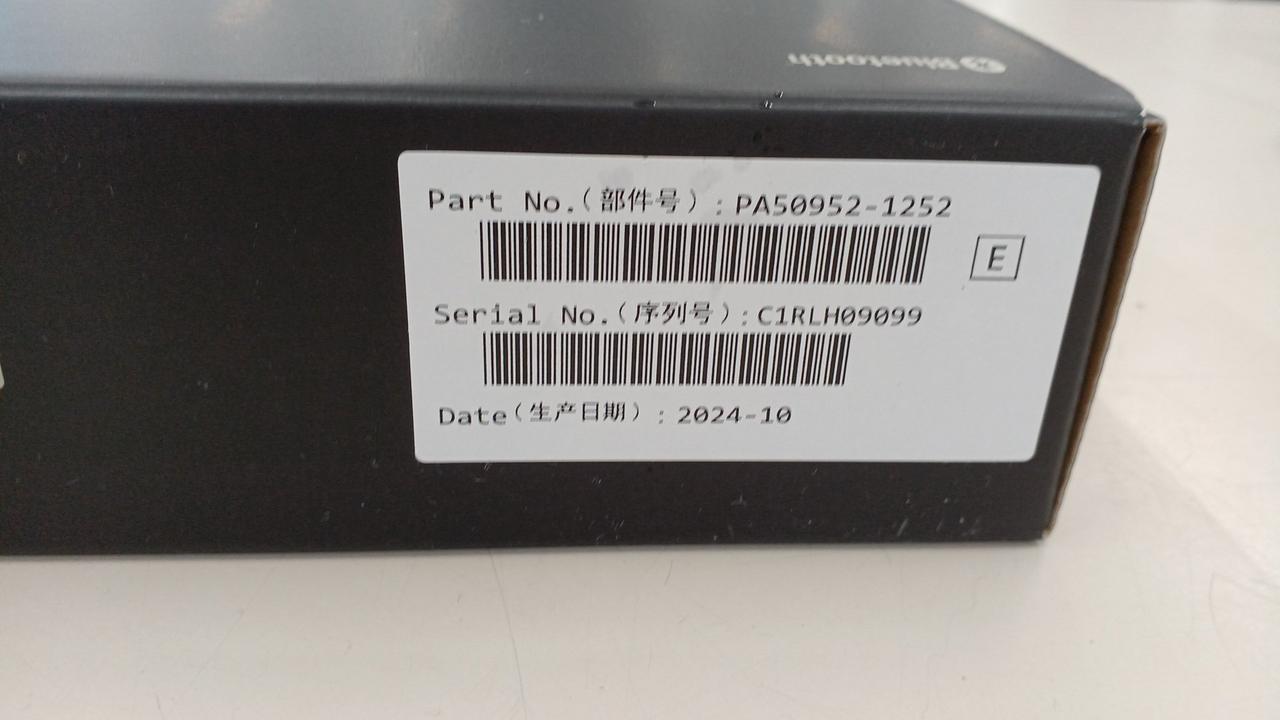 Bluetooth
Part No.(部件号):PA50952-1252
E
Serial No.(序列号):C1RLH09099
Date(生产日期):2024-10